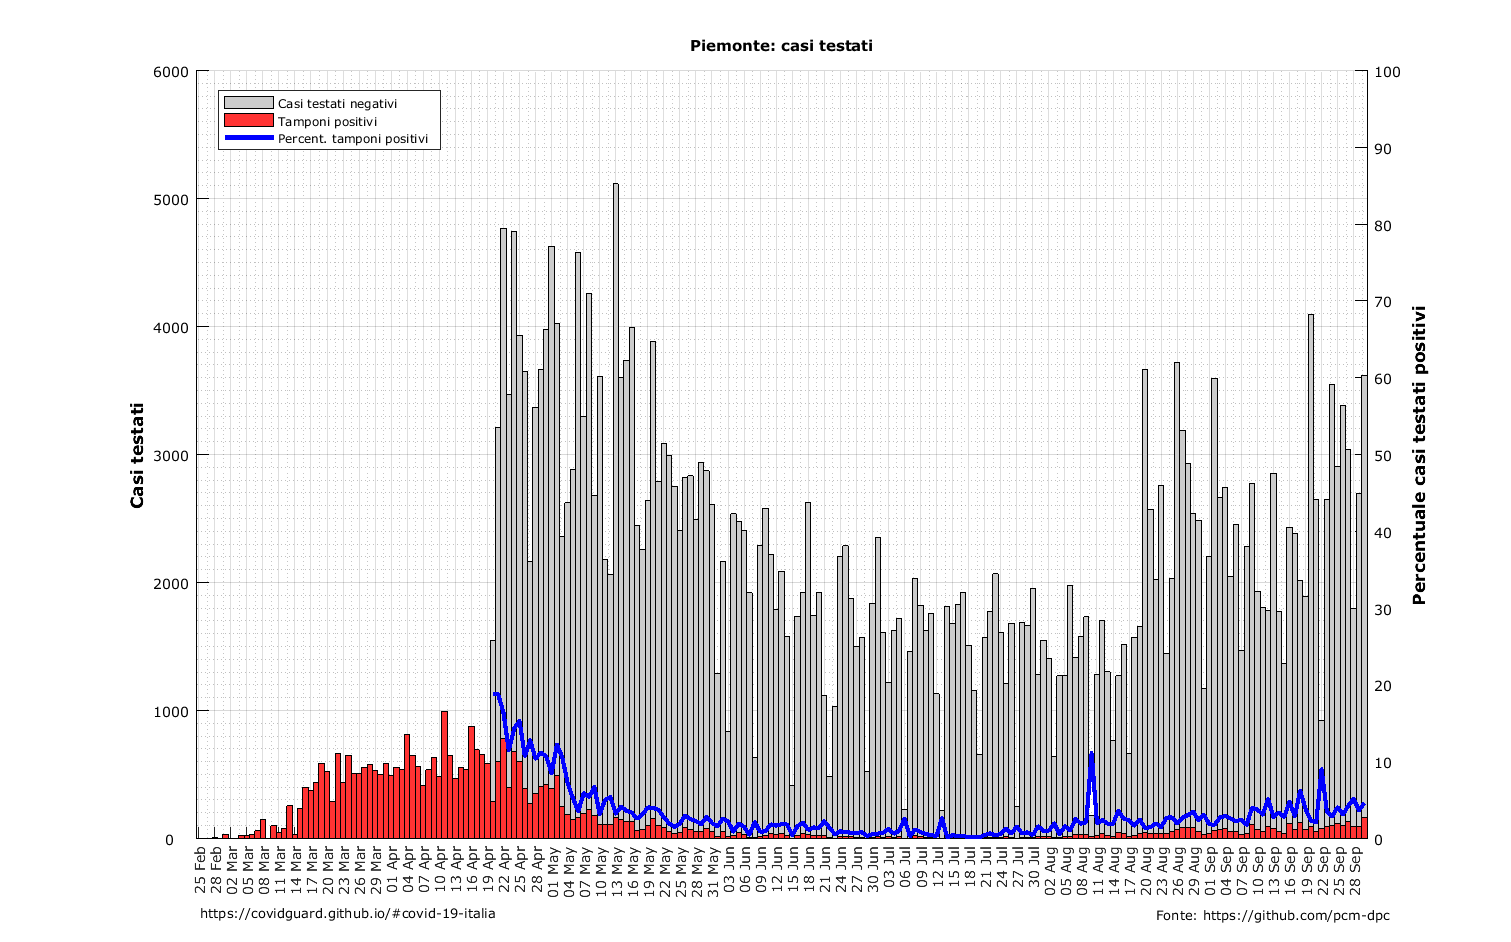 Piemonte: casi testati
6000
5000
4000
3000
2000
1000
0
Casi testati
Casi testati negativi
Tamponi positivi
Percent. tamponi positivi
100
90
80
70
60
50
40
30
20
10
0
Percentuale casi testati positivi
25 Feb
28 Feb
02 Mar
05 Mar
08 Mar
11 Mar
14 Mar
17 Mar
20 Mar
23 Mar
26 Mar
29 Mar
01 Apr
04 Apr
07 Apr
10 Apr
13 Apr
16 Apr
19 Apr
22 Apr
25 Apr
28 Apr
01 May
04 May
07 May
10 May
13 May
16 May
19 May
22 May
25 May
28 May
31 May
03 Jun
06 Jun
09 Jun
12 Jun
15 Jun
18 Jun
21 Jun
24 Jun
27 Jun
30 Jun
03 Jul
06 Jul
09 Jul
12 Jul
15 Jul
18 Jul
21 Jul
24 Jul
27 Jul
30 Jul
02 Aug
05 Aug
08 Aug
11 Aug
14 Aug
17 Aug
20 Aug
23 Aug
26 Aug
29 Aug
01 Sep
04 Sep
07 Sep
10 Sep
13 Sep
16 Sep
19 Sep
22 Sep
25 Sep
28 Sep
https://covidguard.github.io/#covid-19-italia
Fonte: https://github.com/pcm-dpc